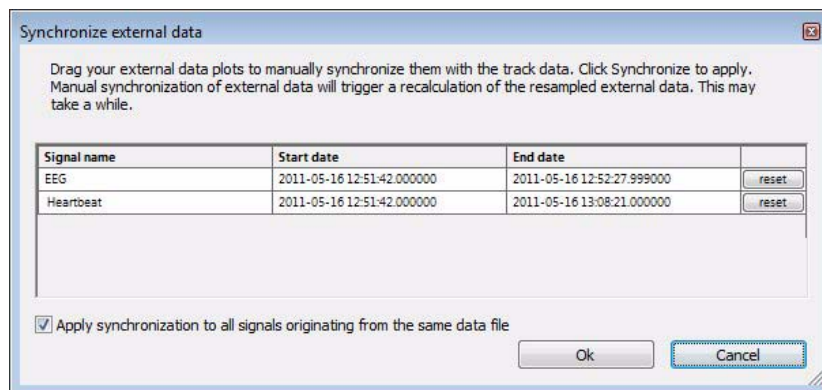 Synchronize external data
Drag your external data plots to manually synchronize them with the track data. Click Synchronize to apply.
Manual synchronization of external data will trigger a recalculation of the resampled external data. This may
take a while.
Signal name Start date End date
EEG 2011-05-16 12:51:42.000000 2011-05-16 12:52:27.999000 reset
Heartbeat 2011-05-16 12:51:42.000000 2011-05-16 13:08:21.000000 reset
Apply synchronization to all signals originating from the same data file
Ok Cancel